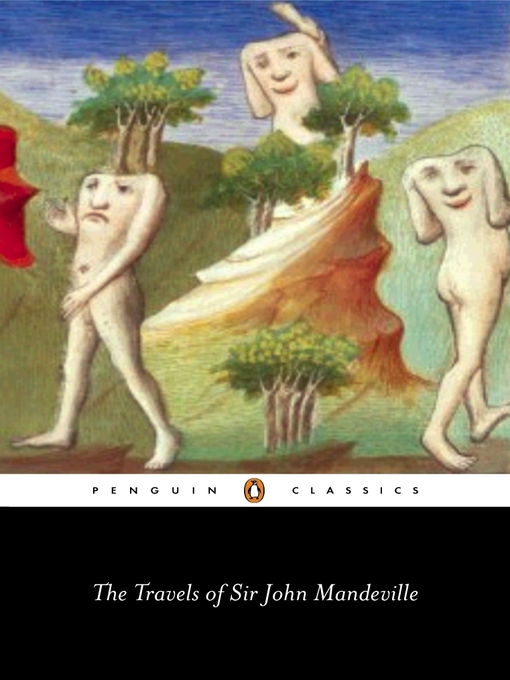 PENGUIN CLASSICS
The Travels of Sir John Mandeville